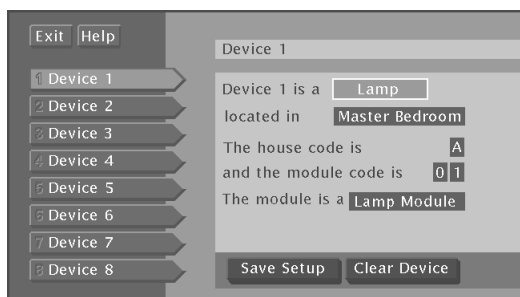 Exit Help
1 Device 1
2 Device 2
3 Device 3
4 Device 4
5 Device 5
6 Device 6
7 Device 7
8 Device 8
Device 1
Device 1 is a Lamp
located in Master Bedroom
The house code is A
and the module code is 0 1
The module is a Lamp Module
Save Setup Clear Device